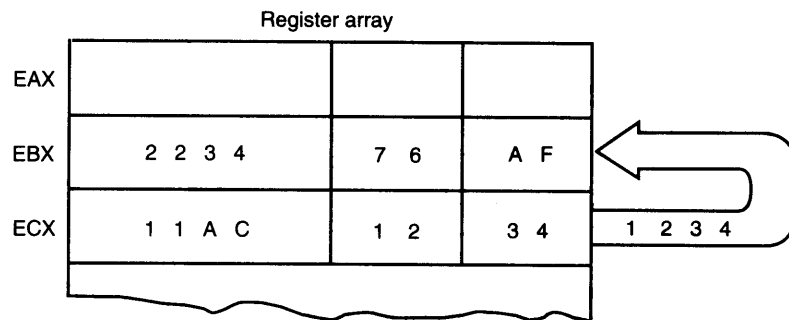 Register array
EAX
EBX 2 2 3 4 7 6 A F
ECX 1 1 A C 1 2 3 4 1 2 3 4